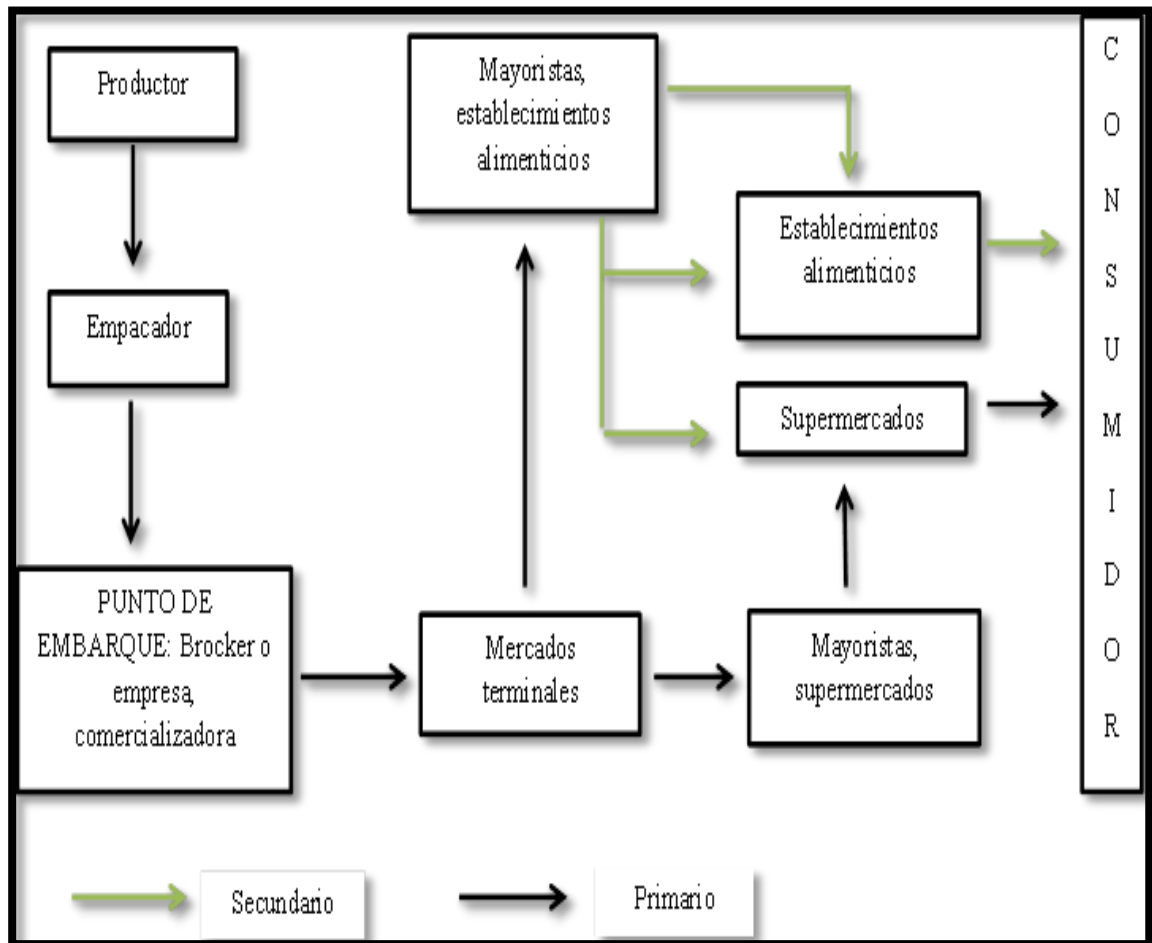 Productor
Empacador
PUNTO DE
EMBARQUE: Brocker o
empresa,
comercializadora
Mayoristas,
establecimientos
alimenticios
Mercados
terminales
Establecimientos
alimenticios
Supermercados
Mayoristas,
supermercados
C
O
N
S
U
M
I
D
O
R
Secundario
Primario